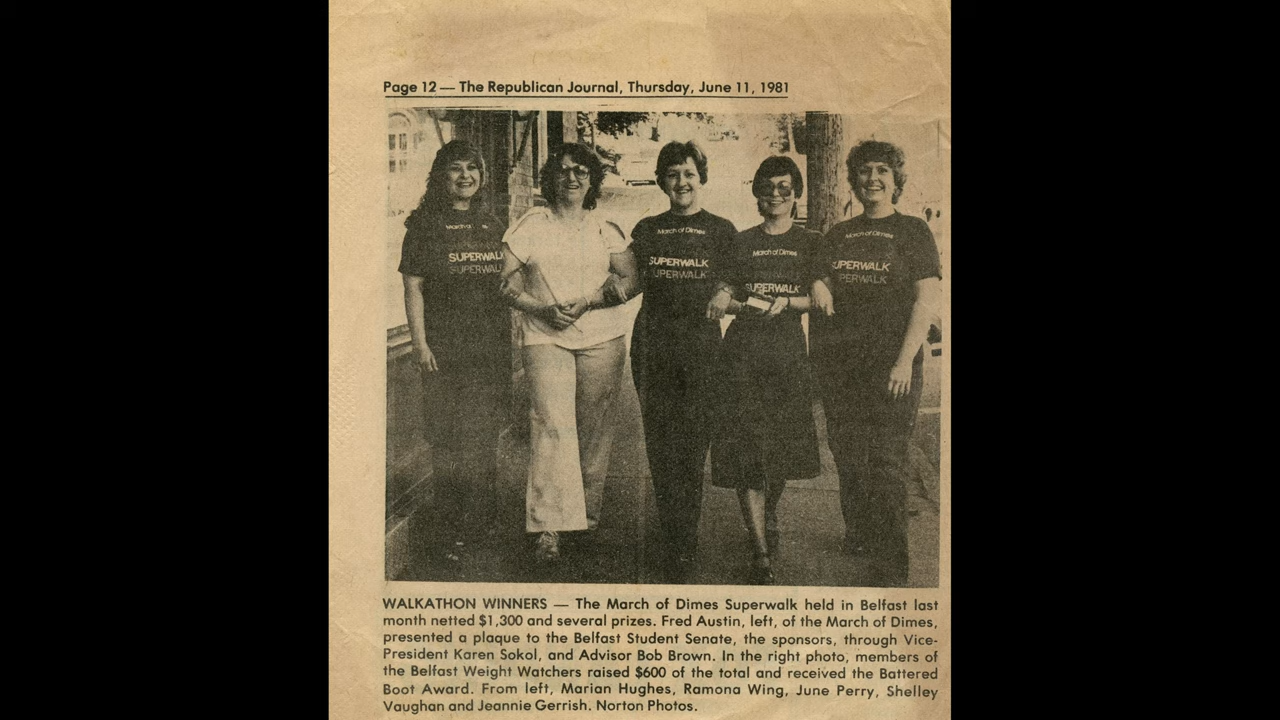 Page 12 — The Republican Journal, Thursday, June 11, 1981
March of
SUPERWALK
SUPERWALK
March of Dimes
SUPERWALK
SUPERWALK
March of Dimes
SUPERWALK
SUPERWALK
March of Dimes
SUPERWALK
SUPERWALK
WALKATHON WINNERS — The March of Dimes Superwalk held in Belfast last
month netted $1,300 and several prizes. Fred Austin, left, of the March of Dimes,
presented a plaque to the Belfast Student Senate, the sponsors, through Vice-
President Karen Sokol, and Advisor Bob Brown. In the right photo, members of
the Belfast Weight Watchers raised $600 of the total and received the Battered
Boot Award. From left, Marian Hughes, Ramona Wing, June Perry, Shelley
Vaughan and Jeannie Gerrish. Norton Photos.